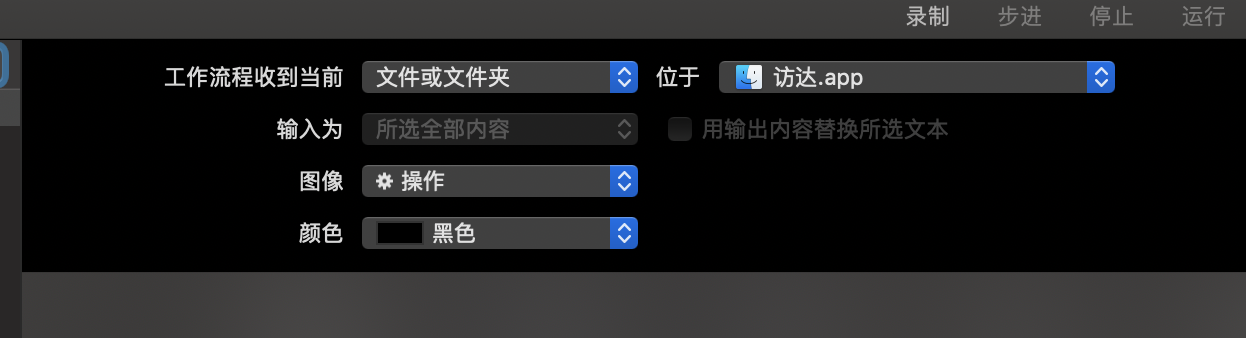 录制 步进 停止 运行
工作流程收到当前 文件或文件夹 位于 访达.app
输入为 所选全部内容 用输出内容替换所选文本
图像 操作
颜色 黑色